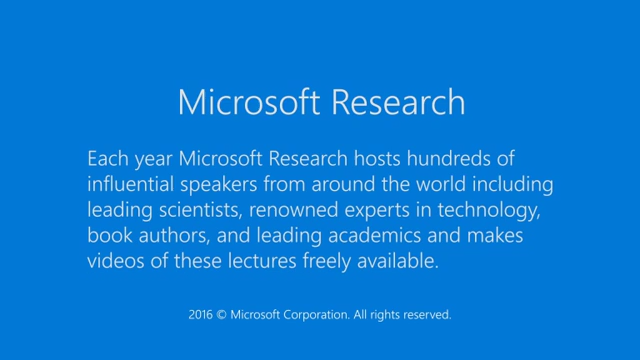 Microsoft Research
Each year Microsoft Research hosts hundreds of
influential speakers from around the world including
leading scientists, renowned experts in technology,
book authors, and leading academics and makes
videos of these lectures freely available.
2016 © Microsoft Corporation. All rights reserved.